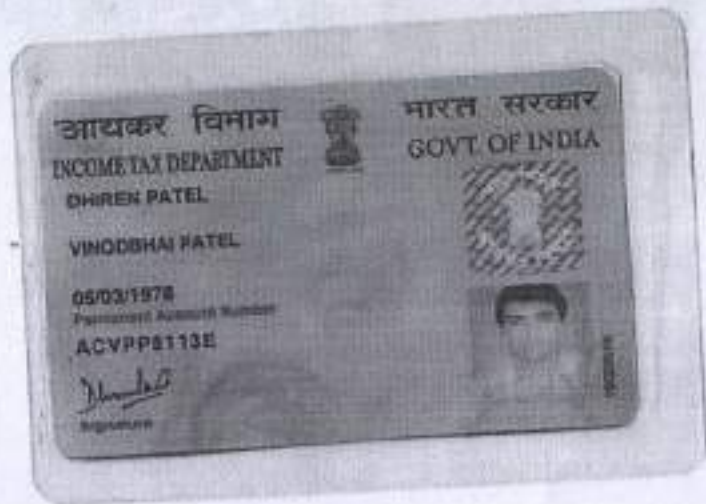 आयकर विभाग
INCOME TAX DEPARTMENT
भारत सरकार
GOVT OF INDIA
DHIREN PATEL
VINODBHAI PATEL
05/03/1978
Permanent Account Number
ACVPP8113E
Signature